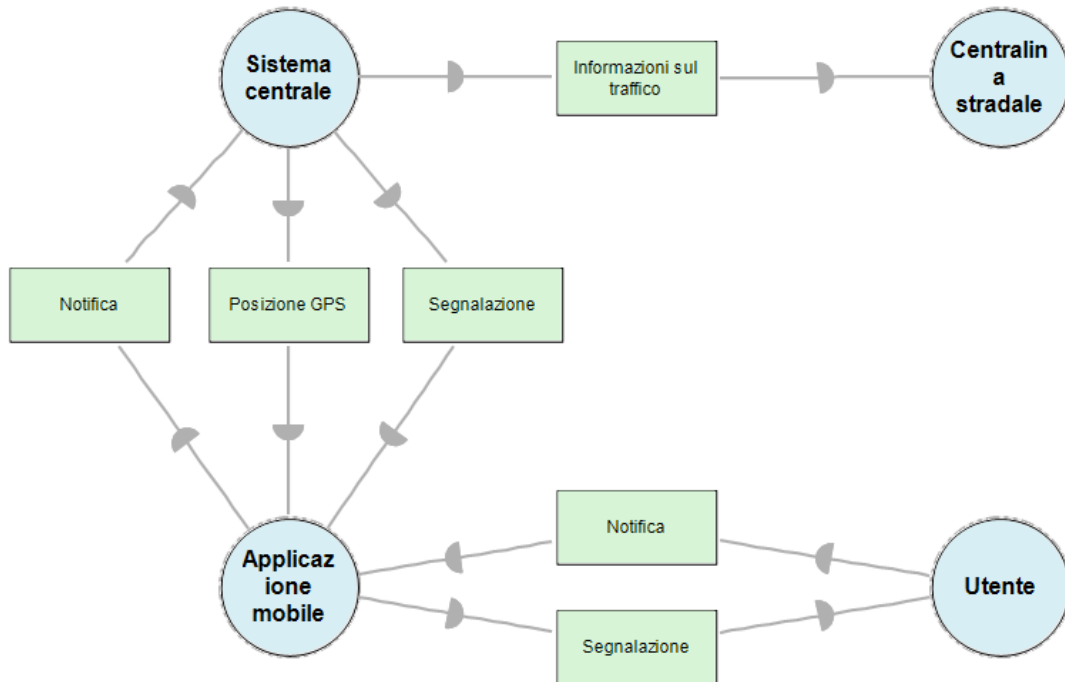 Sistema
centrale
Informazioni sul
traffico
Centralin
a
stradale
Notifica
Posizione GPS
Segnalazione
Applicaz
ione
mobile
Notifica
Segnalazione
Utente